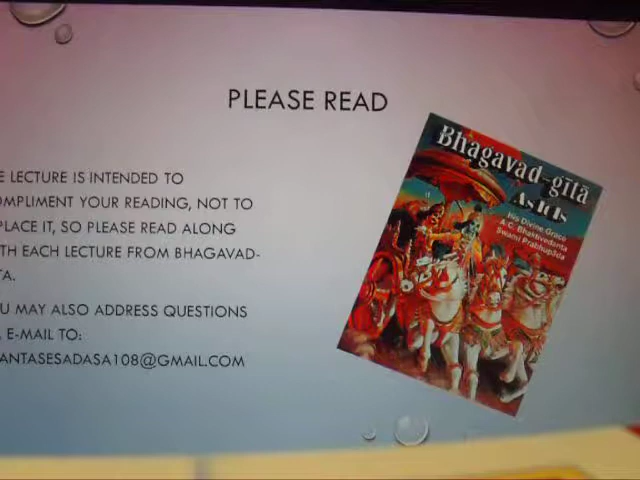 PLEASE READ
E LECTURE IS INTENDED TO
OMPLIMENT YOUR READING, NOT TO
PLACE IT, SO PLEASE READ ALONG
TH EACH LECTURE FROM BHAGAVAD-
TA.
U MAY ALSO ADDRESS QUESTIONS
E-MAIL TO:
ANTASESADASA108@GMAIL.COM
Bhagavad-gītā
As It Is
His Divine Grace
A.C. Bhaktivedanta
Swami Prabhupāda